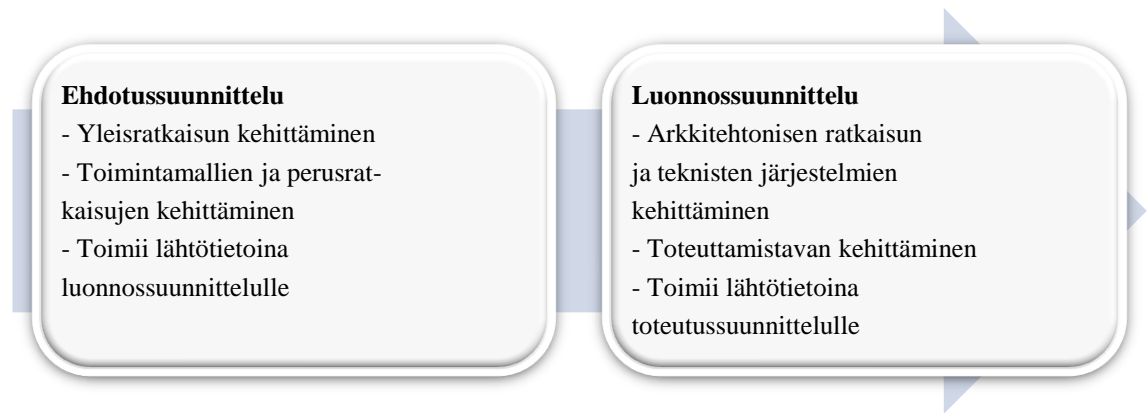 Ehdotussuunnittelu
- Yleisratkaisun kehittäminen
- Toimintamallien ja perusrat-
kaisujen kehittäminen
- Toimii lähtötietoina
luonnossuunnittelulle
Luonnossuunnittelu
- Arkkitehtonisen ratkaisun
ja teknisten järjestelmien
kehittäminen
- Toteuttamistavan kehittäminen
- Toimii lähtötietoina
toteutussuunnittelulle